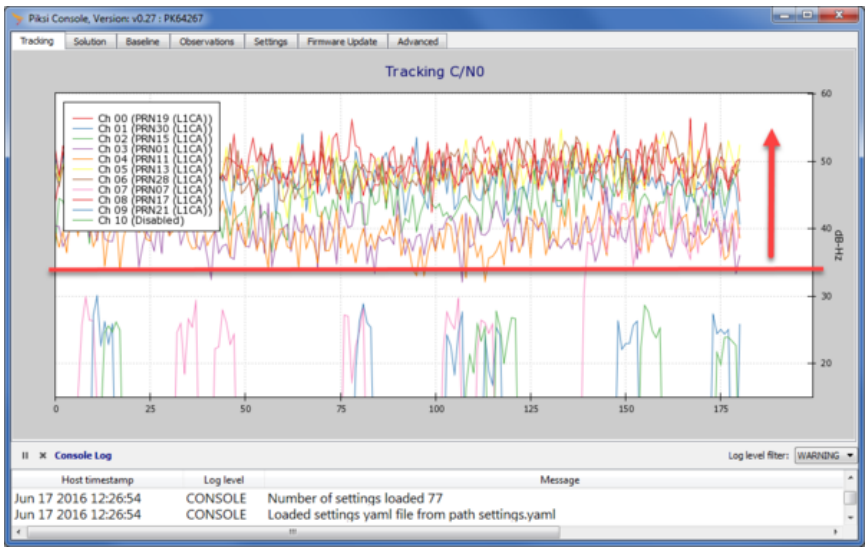 Piksi Console, Version: v0.27 : PK64267
Tracking Solution Baseline Observations Settings Firmware Update Advanced
Tracking C/N0
Ch 00 (PRN19 (L1CA))
Ch 01 (PRN30 (L1CA))
Ch 02 (PRN15 (L1CA))
Ch 03 (PRN01 (L1CA))
Ch 04 (PRN11 (L1CA))
Ch 05 (PRN13 (L1CA))
Ch 06 (PRN28 (L1CA))
Ch 07 (PRN07 (L1CA))
Ch 08 (PRN17 (L1CA))
Ch 09 (PRN21 (L1CA))
Ch 10 (Disabled)
60
50
40
30
20
dB-Hz
0 25 50 75 100 125 150 175
Console Log Log level filter: WARNING
Host timestamp Log level Message
Jun 17 2016 12:26:54 CONSOLE Number of settings loaded 77
Jun 17 2016 12:26:54 CONSOLE Loaded settings yaml file from path settings.yaml